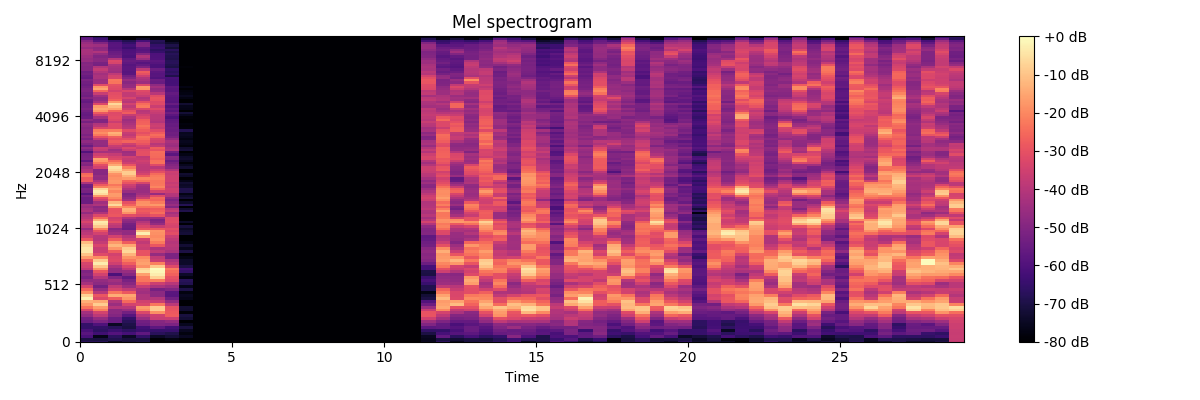 Mel spectrogram
Hz
8192
4096
2048
1024
512
0
0 5 10 15 20 25
Time
+0 dB
-10 dB
-20 dB
-30 dB
-40 dB
-50 dB
-60 dB
-70 dB
-80 dB